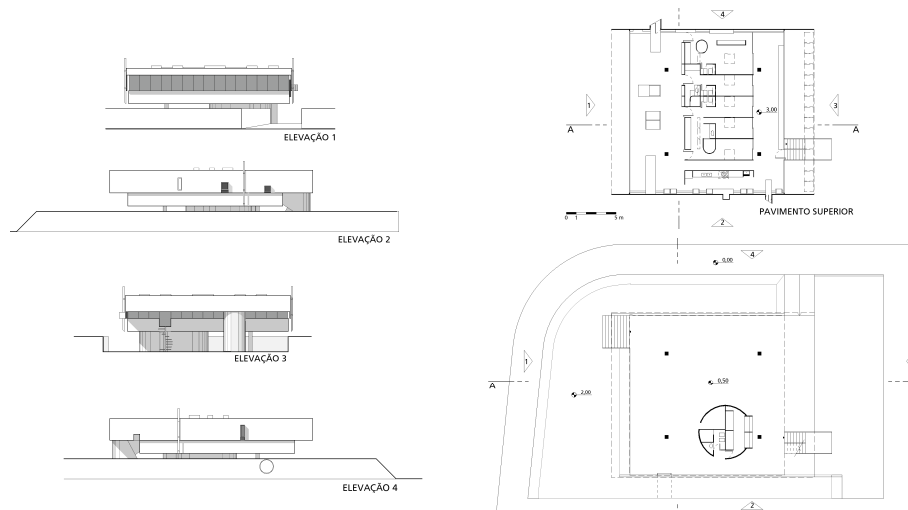 ELEVAÇÃO 1
ELEVAÇÃO 2
ELEVAÇÃO 3
ELEVAÇÃO 4
4
1
3
3,00
A
A
PAVIMENTO SUPERIOR
0 1 5 m
2
4
0,00
1
A
0,50
2,00
2